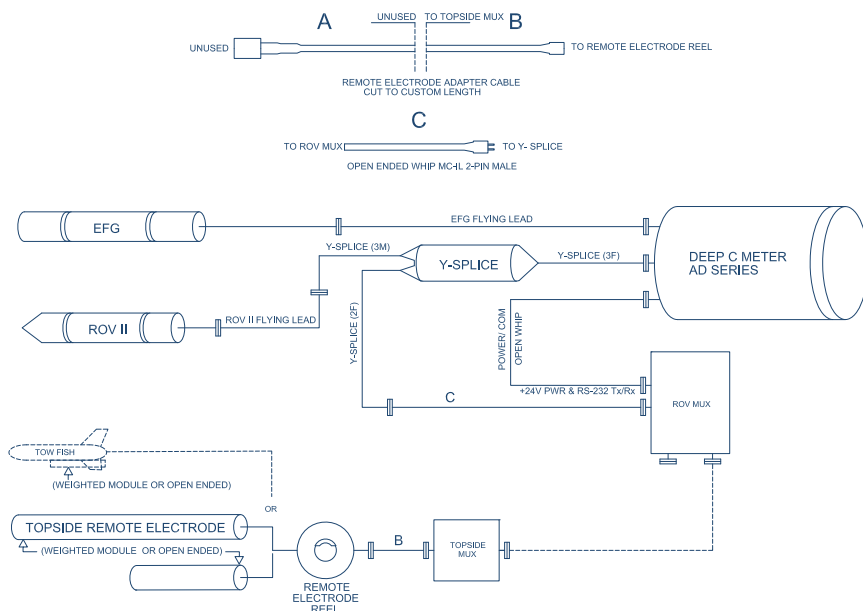 A
UNUSED
TO TOPSIDE MUX
B
UNUSED
TO REMOTE ELECTRODE REEL
REMOTE ELECTRODE ADAPTER CABLE
CUT TO CUSTOM LENGTH
C
TO ROV MUX
TO Y- SPLICE
OPEN ENDED WHIP MC-IL 2-PIN MALE
EFG
EFG FLYING LEAD
DEEP C METER
AD SERIES
Y-SPLICE (3M)
Y-SPLICE
Y-SPLICE (3F)
ROV II
ROV II FLYING LEAD
Y-SPLICE (2F)
POWER/ COM
OPEN WHIP
+24V PWR & RS-232 Tx/Rx
C
ROV MUX
TOW FISH
(WEIGHTED MODULE OR OPEN ENDED)
OR
TOPSIDE REMOTE ELECTRODE
(WEIGHTED MODULE OR OPEN ENDED)
B
TOPSIDE
MUX
REMOTE
ELECTRODE
REEL